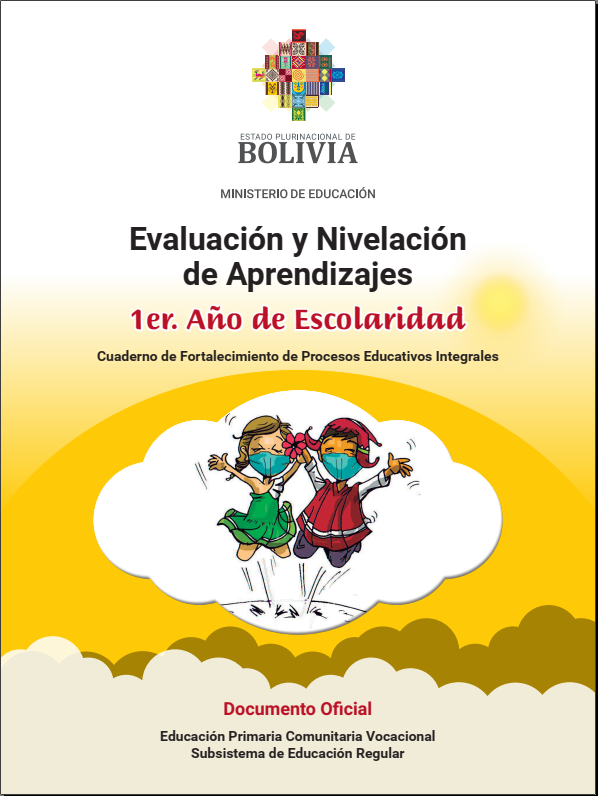 ESTADO PLURINACIONAL DE
BOLIVIA
MINISTERIO DE EDUCACIÓN
Evaluación y Nivelación
de Aprendizajes
1er. Año de Escolaridad
Cuaderno de Fortalecimiento de Procesos Educativos Integrales
Documento Oficial
Educación Primaria Comunitaria Vocacional
Subsistema de Educación Regular